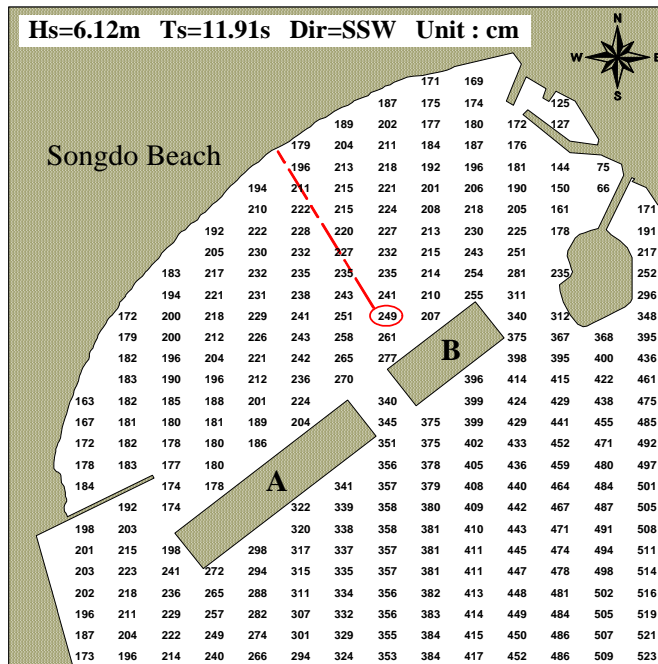 Hs=6.12m Ts=11.91s Dir=SSW Unit : cm
N
W E
S
171 169
187 175 174 125
189 202 177 180 172 127
179 204 211 184 187 176
Songdo Beach
196 213 218 192 196 181 144 75
194 211 215 221 201 206 190 150 66
210 222 215 224 208 218 205 161 171
192 222 228 220 227 213 230 225 178 191
205 230 232 227 232 215 243 251 217
183 217 232 235 235 235 214 254 281 235 252
194 221 231 238 243 241 210 255 311 296
172 200 218 229 241 251 249 207 340 312 348
179 200 212 226 243 258 261 375 367 368 395
B
182 196 204 221 242 265 277 398 395 400 436
183 190 196 212 236 270 396 414 415 422 461
163 182 185 188 201 224 340 399 424 429 438 475
167 181 180 181 189 204 345 375 399 429 441 455 485
172 182 178 180 186 351 375 402 433 452 471 492
178 183 177 180 356 378 405 436 459 480 497
A
184 174 178 341 357 379 408 440 464 484 501
192 174 322 339 358 380 409 442 467 487 505
198 203 320 338 358 381 410 443 471 491 508
201 215 198 298 317 337 357 381 411 445 474 494 511
203 223 241 272 294 315 335 357 381 411 447 478 498 514
202 218 236 265 288 311 334 356 382 413 448 481 502 516
196 211 229 257 282 307 332 356 383 414 449 484 505 519
187 204 222 249 274 301 329 355 384 415 450 486 507 521
173 196 214 240 266 294 324 353 384 417 452 486 509 523